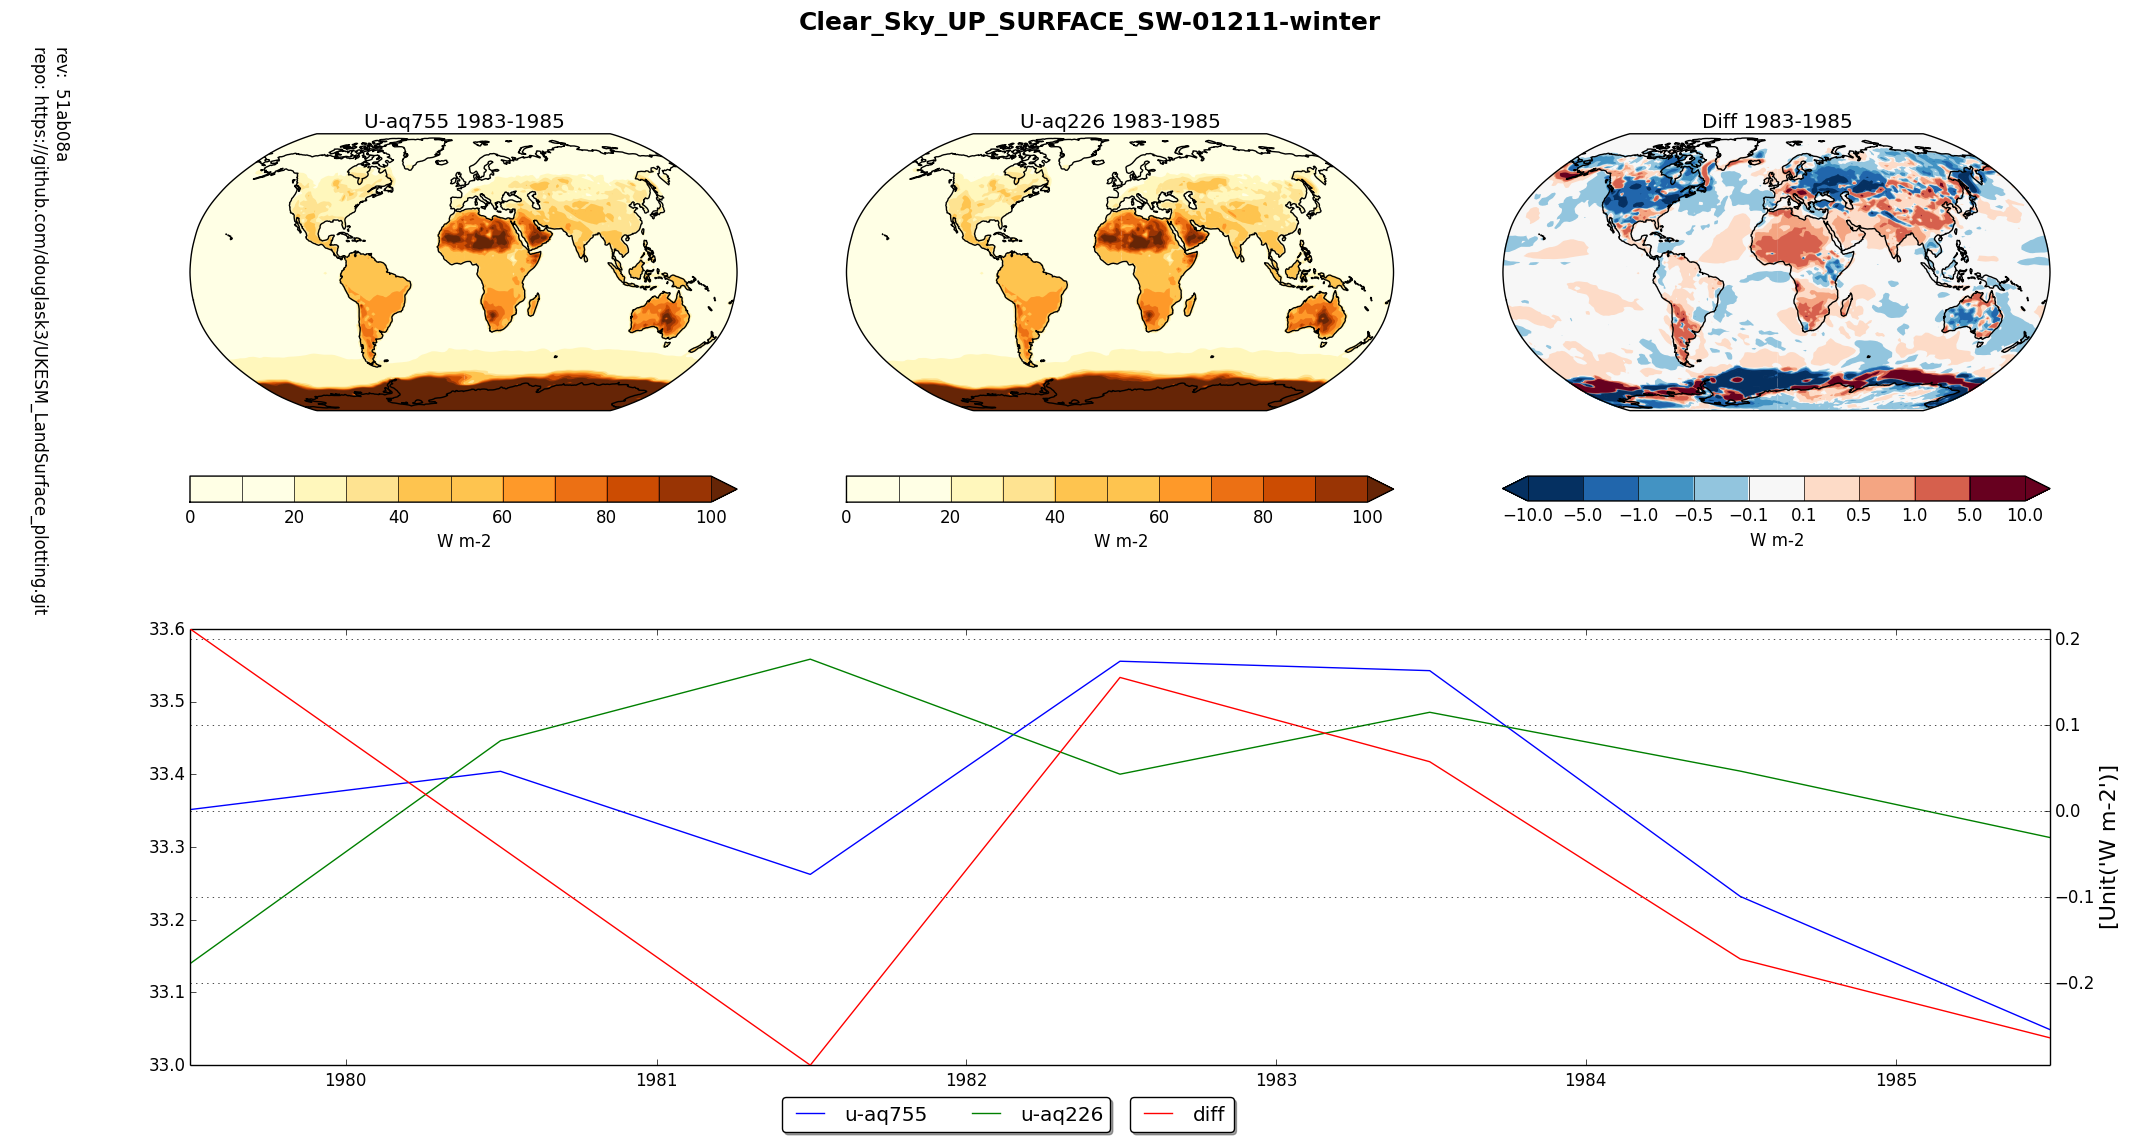 Clear_Sky_UP_SURFACE_SW-01211-winter
rev: 51ab08a
repo: https://github.com/douglask3/UKESM_LandSurface_plotting.git
U-aq755 1983-1985
0 20 40 60 80 100
W m-2
U-aq226 1983-1985
0 20 40 60 80 100
W m-2
Diff 1983-1985
−10.0 −5.0 −1.0 −0.5 −0.1 0.1 0.5 1.0 5.0 10.0
W m-2
33.6
33.5
33.4
33.3
33.2
33.1
33.0
1980 1981 1982 1983 1984 1985
0.2
0.1
0.0
−0.1
−0.2
[Unit('W m-2')]
u-aq755 u-aq226 diff